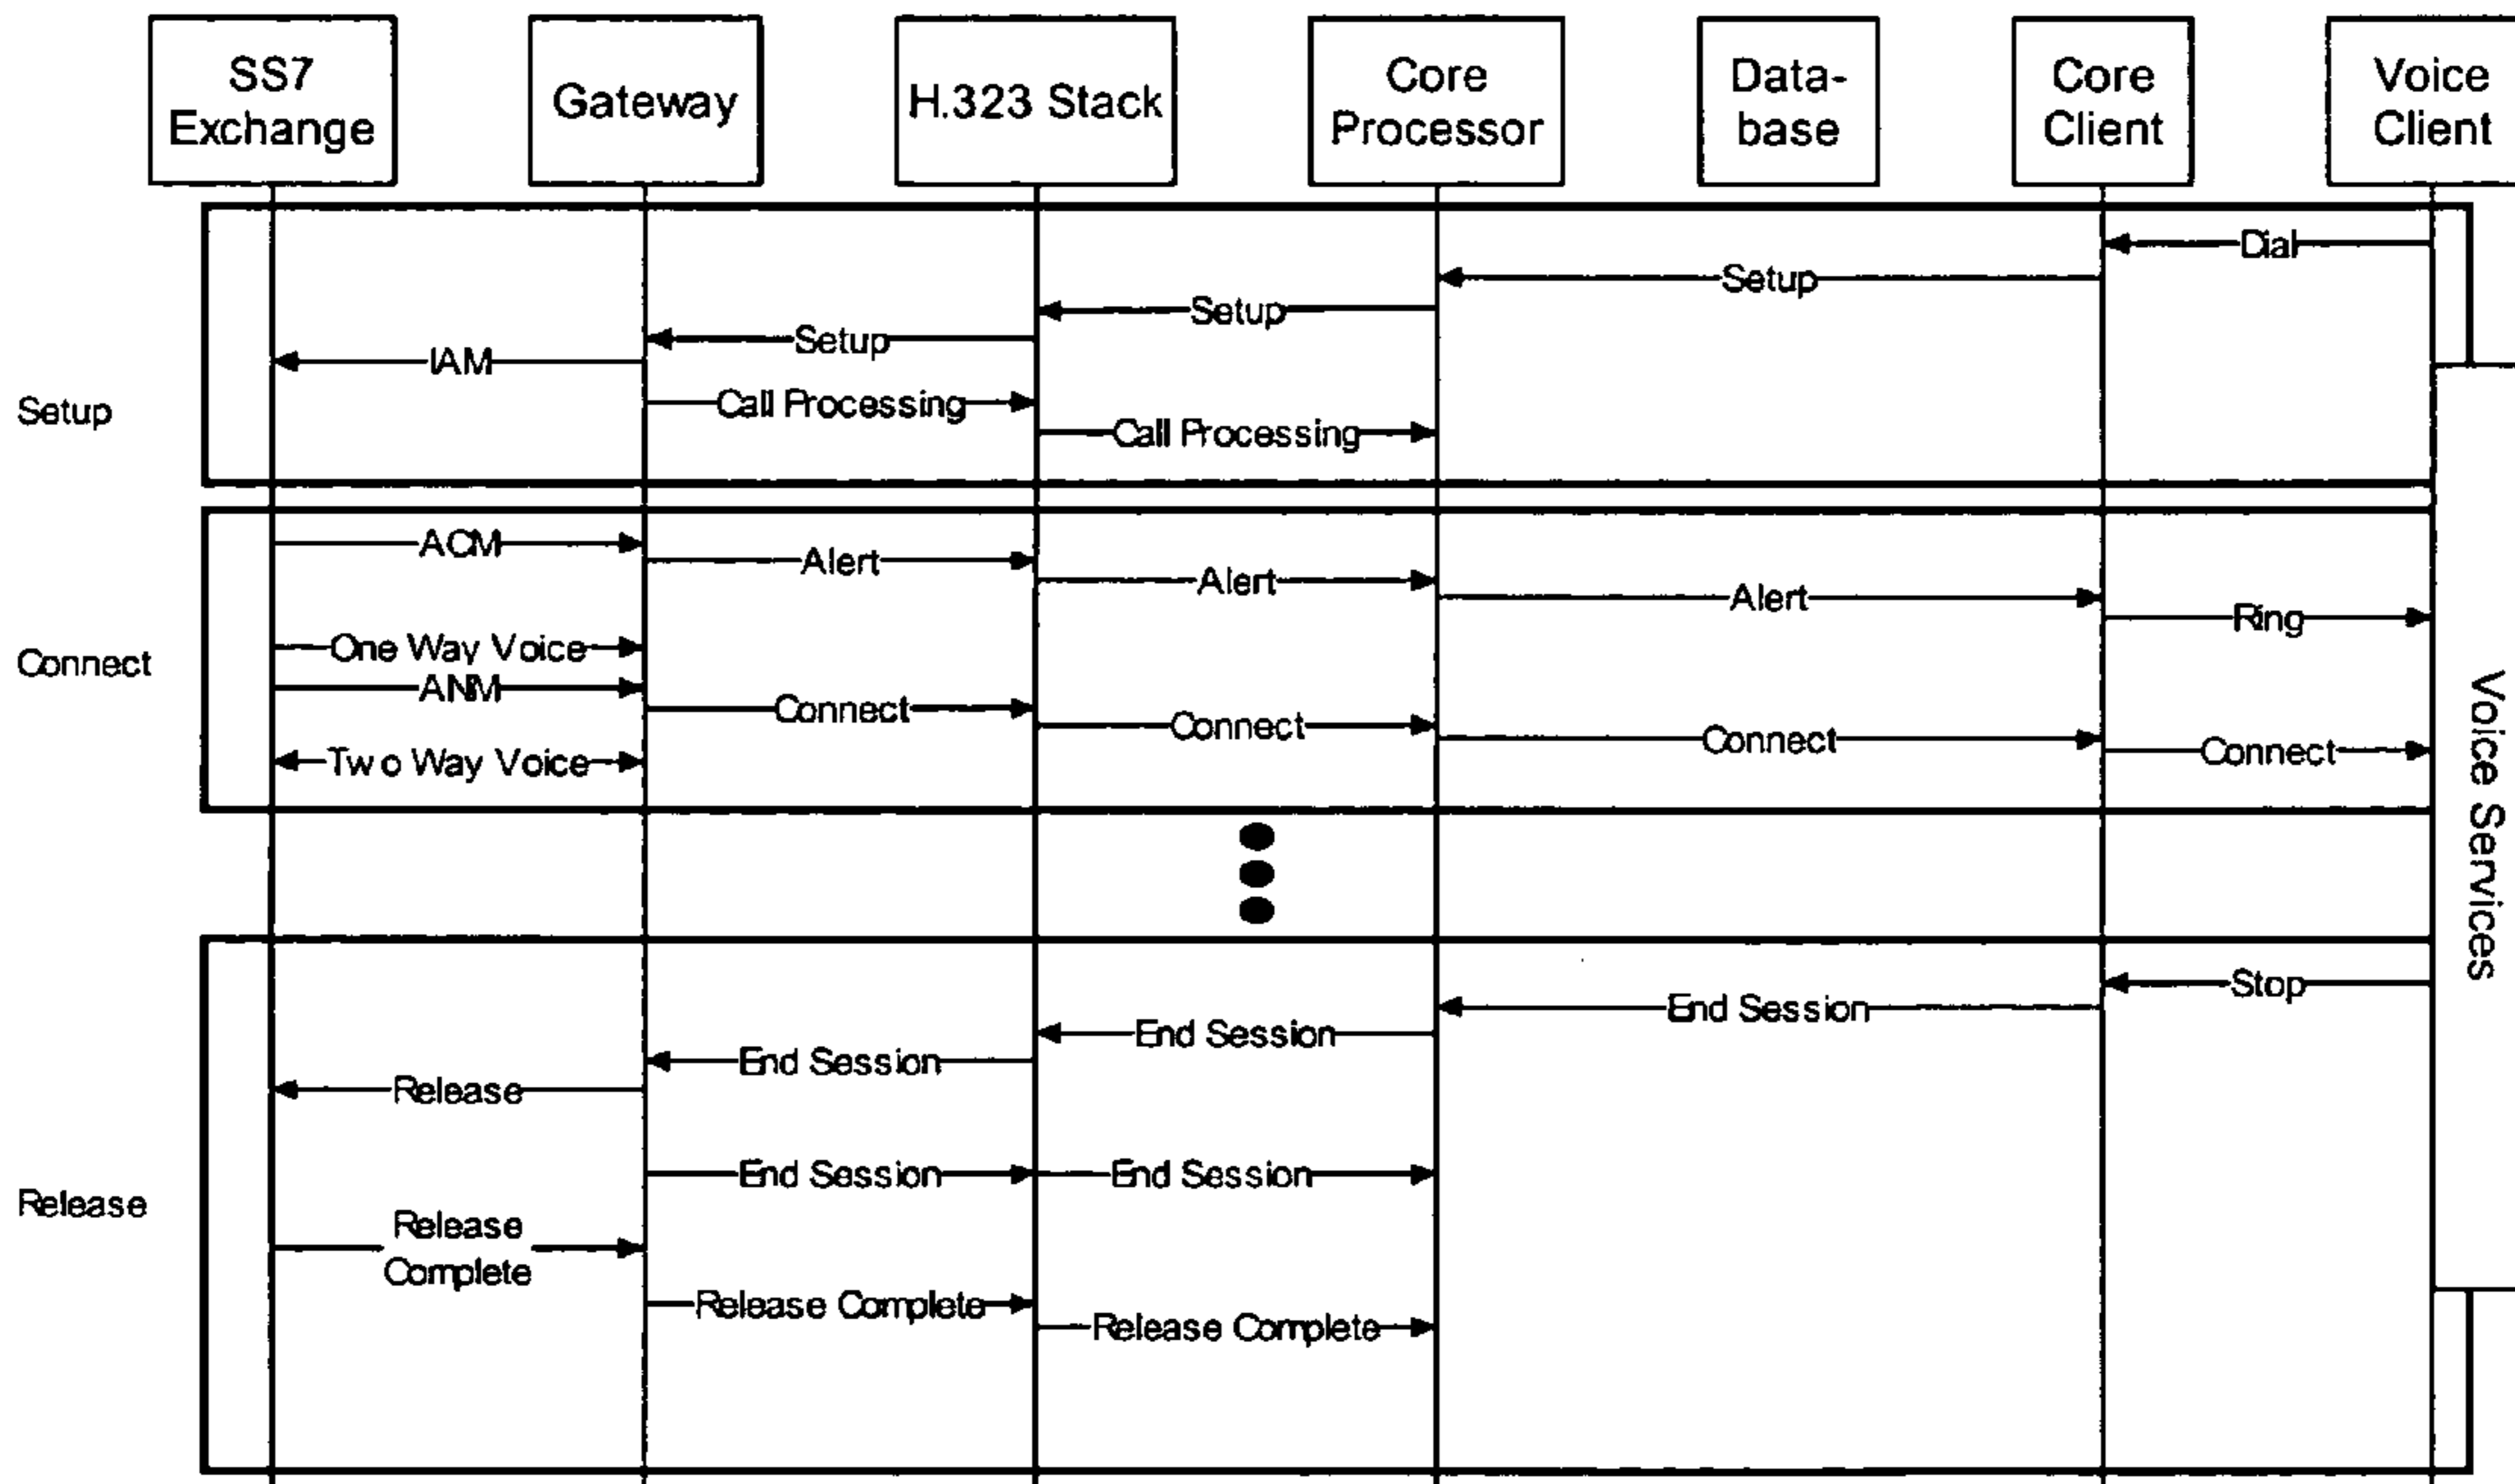 SS7
Exchange
Gateway
H.323 Stack
Core
Processor
Data-
base
Core
Client
Voice
Client
Dial
Setup
Setup
Setup
IAM
Call Processing
Setup
Call Processing
ACM
Alert
Alert
Alert
Ring
One Way Voice
Connect
ANM
Connect
Connect
Connect
Connect
Two Way Voice
Voice Services
Stop
End Session
End Session
End Session
Release
End Session
End Session
Release
Release
Complete
Release Complete
Release Complete